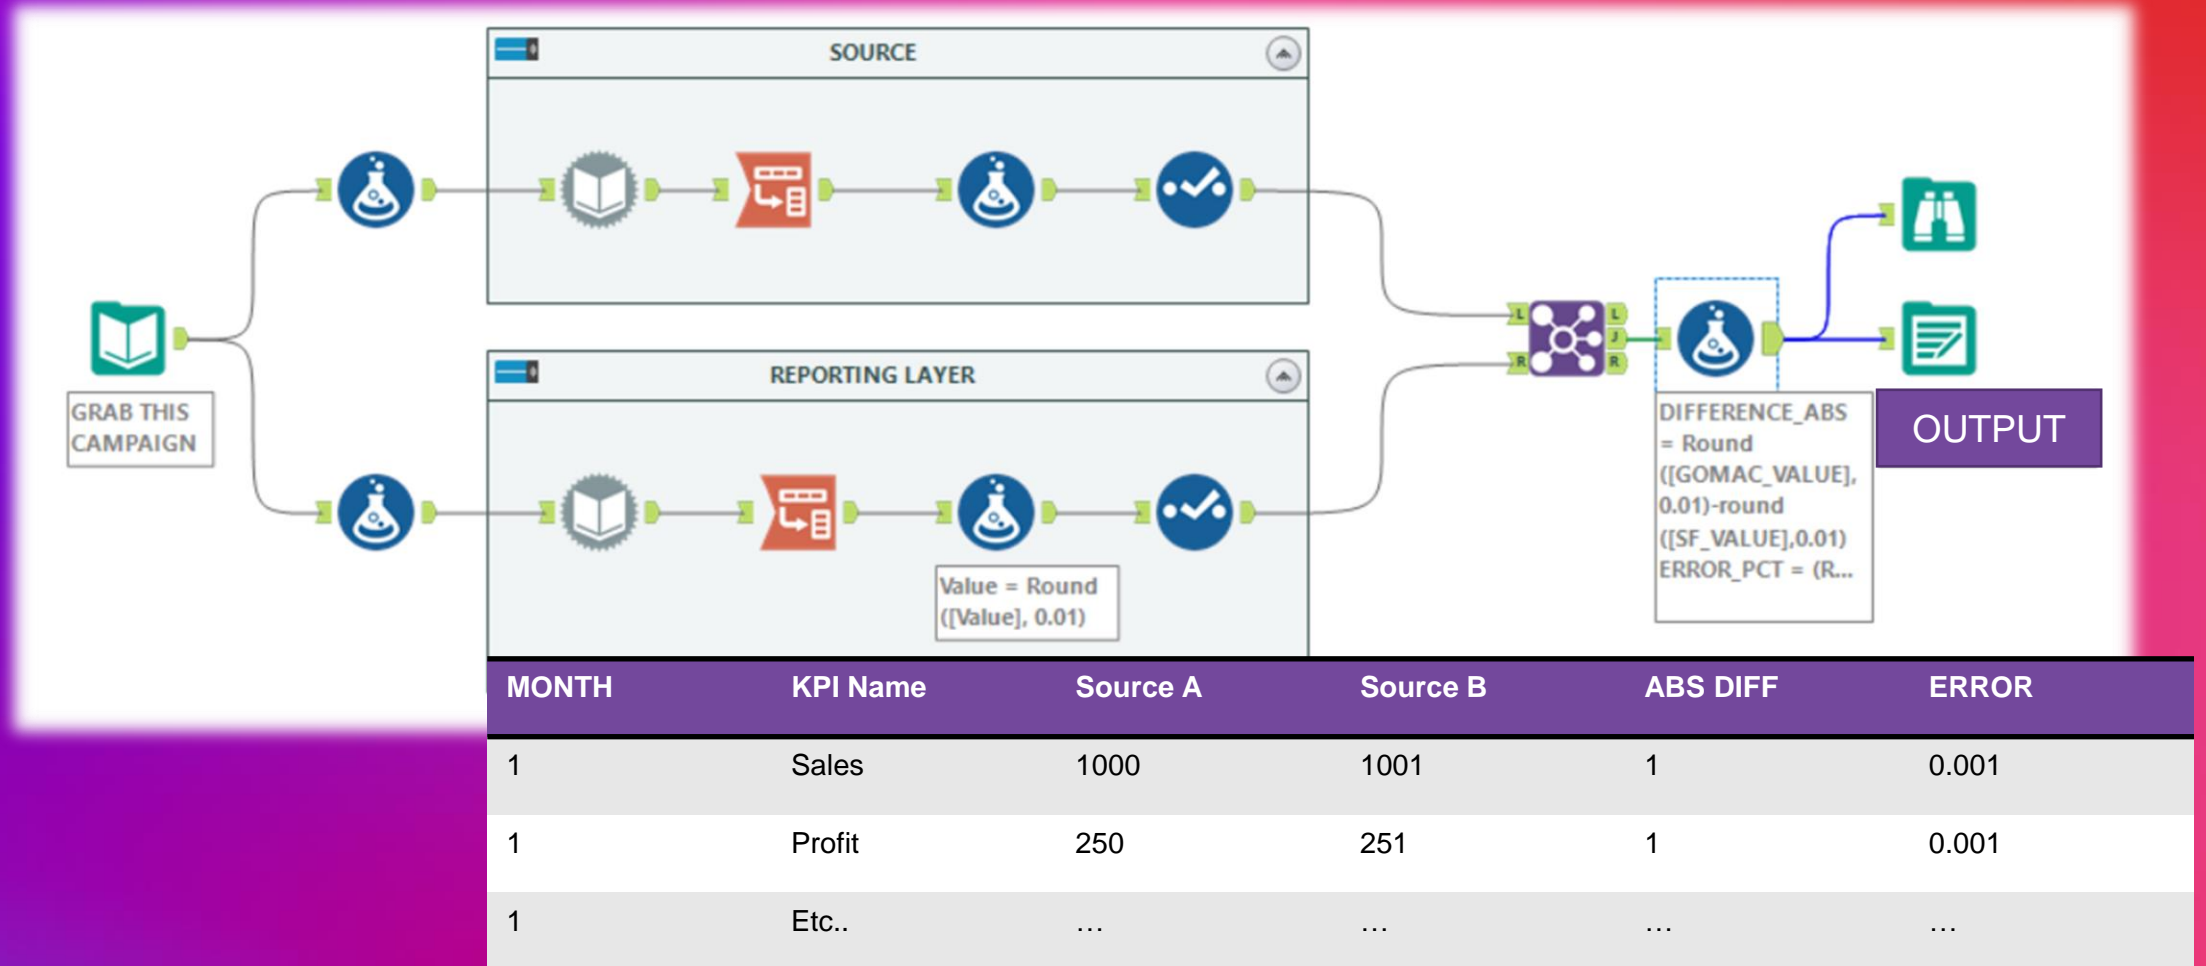 SOURCE
GRAB THIS
CAMPAIGN
REPORTING LAYER
Value = Round
([Value], 0.01)
L
R
L
J
R
DIFFERENCE_ABS
= Round
([GOMAC_VALUE],
0.01)-round
([SF_VALUE],0.01)
ERROR_PCT = (R...
OUTPUT
MONTH KPI Name Source A Source B ABS DIFF ERROR
1 Sales 1000 1001 1 0.001
1 Profit 250 251 1 0.001
1 Etc.. … … … …